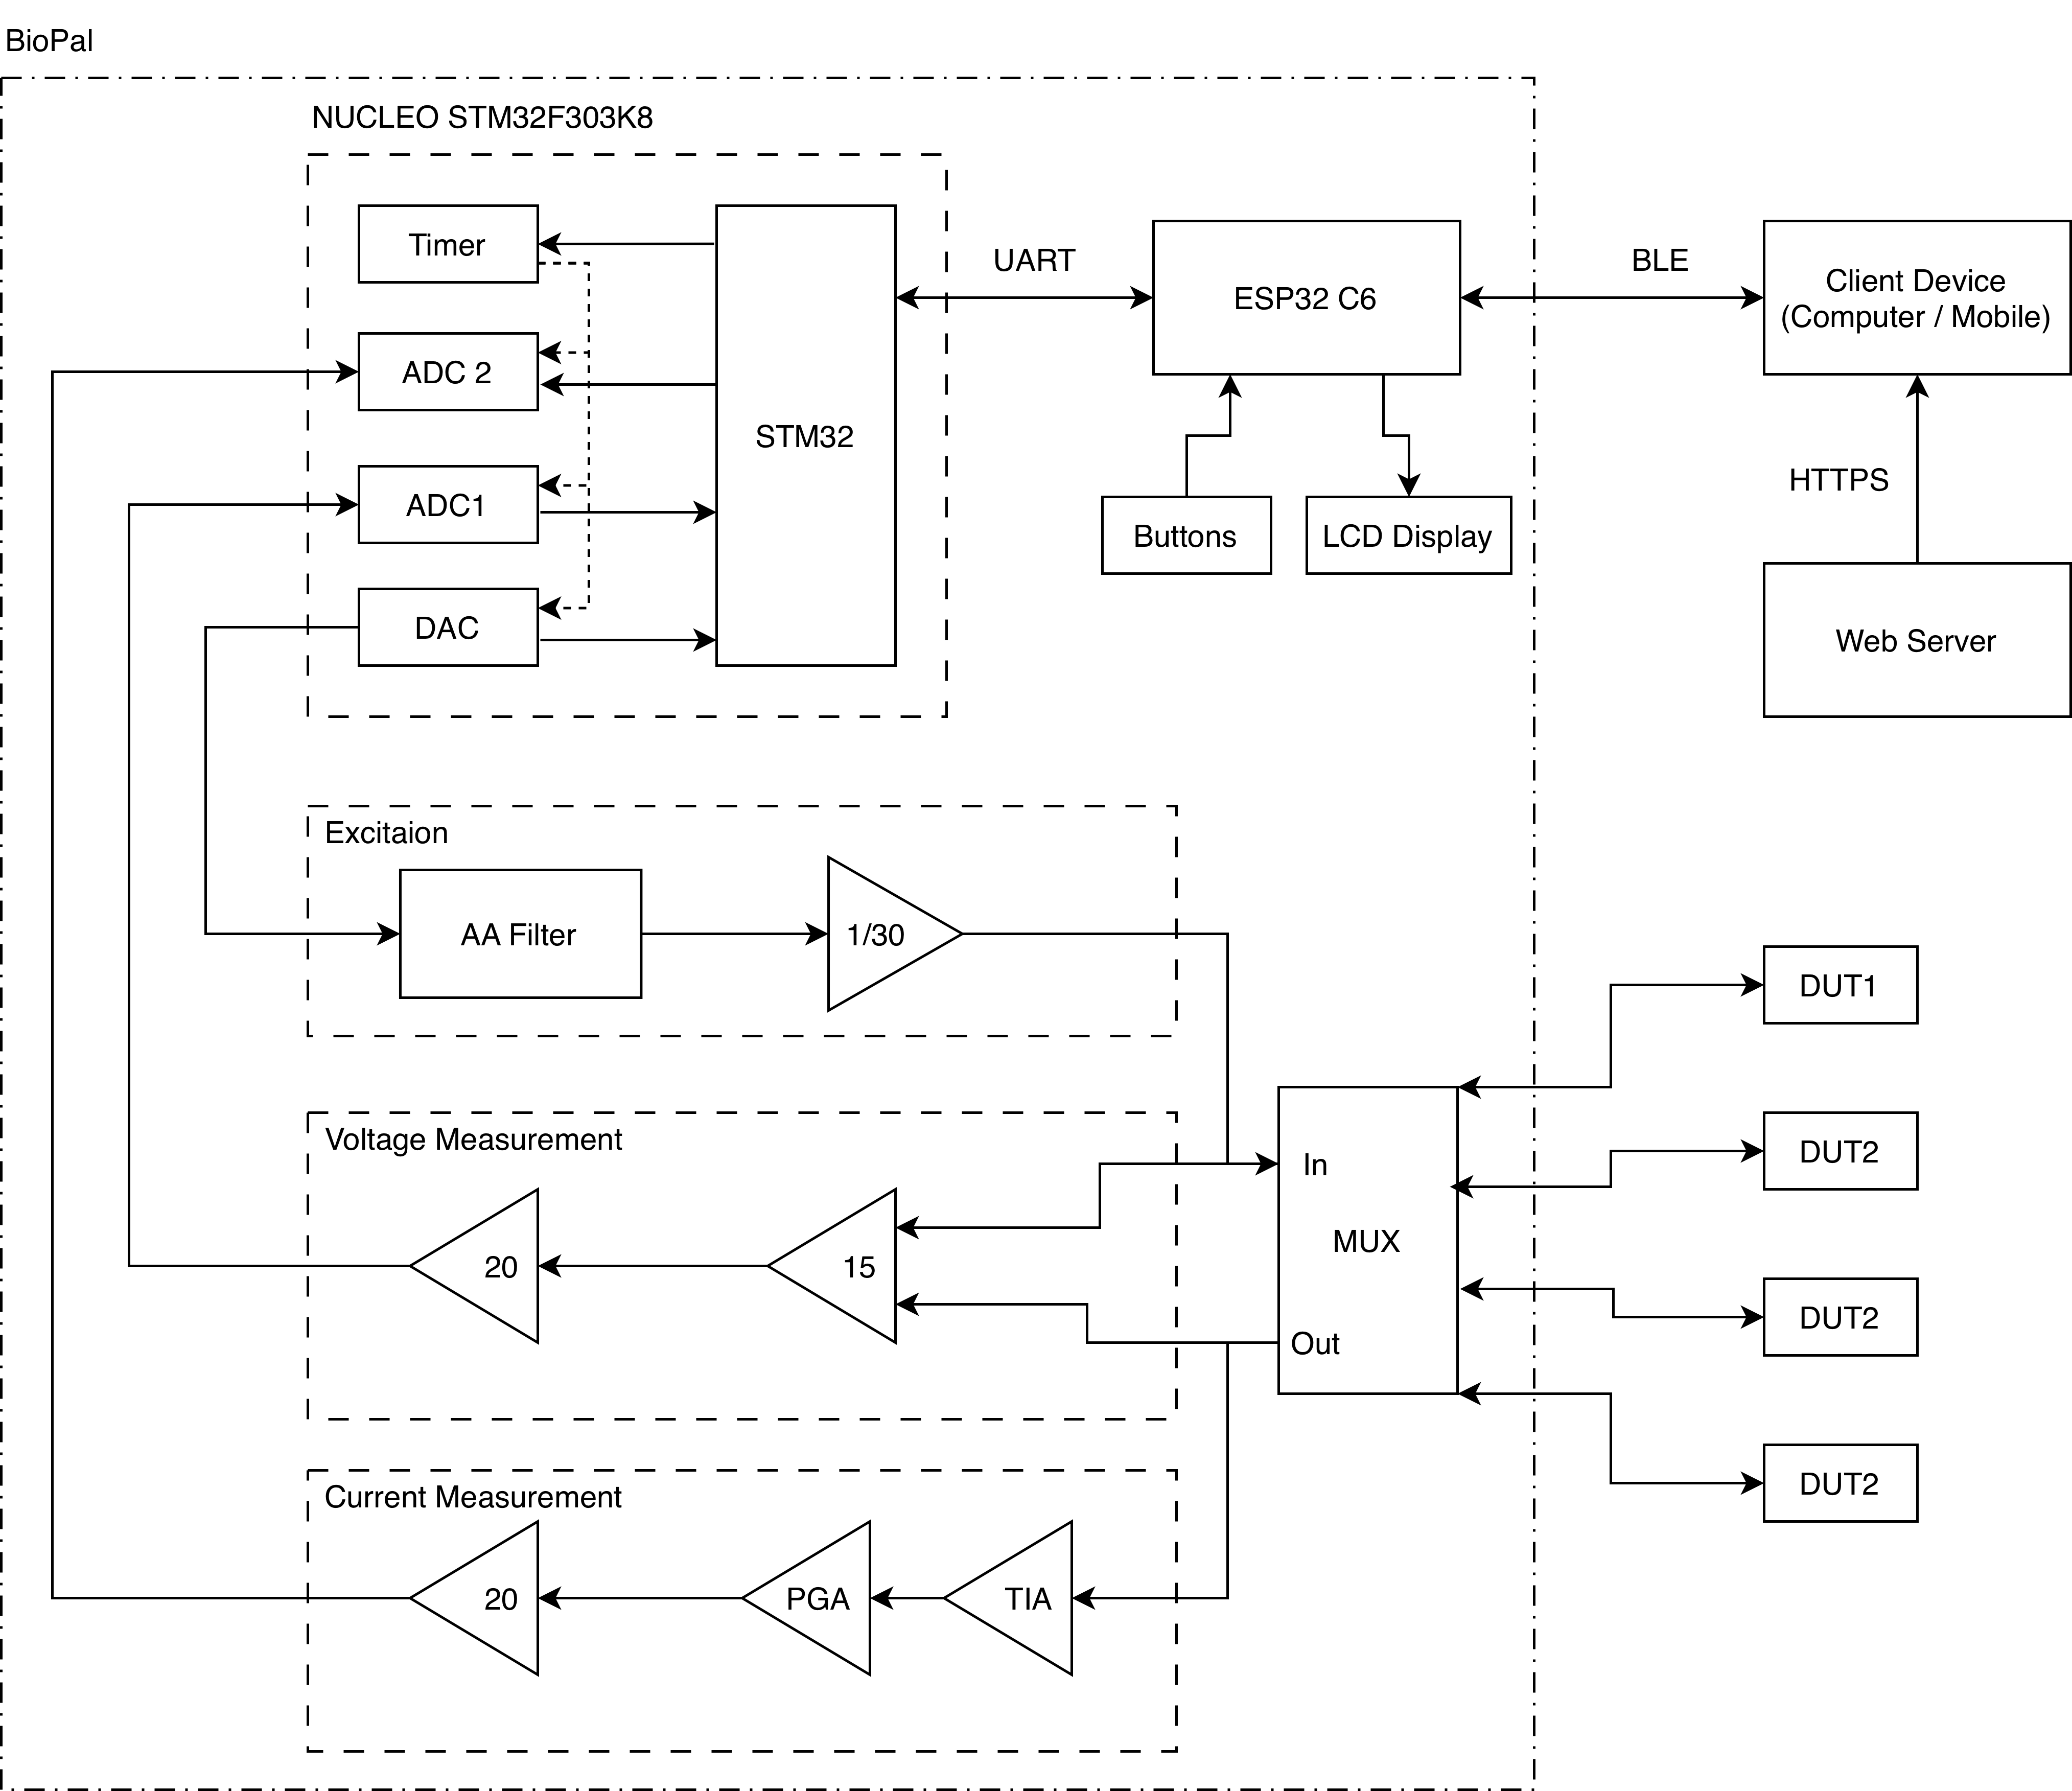 BioPal
NUCLEO STM32F303K8
Timer
ADC 2
ADC1
DAC
STM32
UART
ESP32 C6
BLE
Client Device
(Computer / Mobile)
Buttons
LCD Display
HTTPS
Web Server
Excitaion
AA Filter
1/30
Voltage Measurement
20
15
In
MUX
Out
DUT1
DUT2
DUT2
DUT2
Current Measurement
20
PGA
TIA